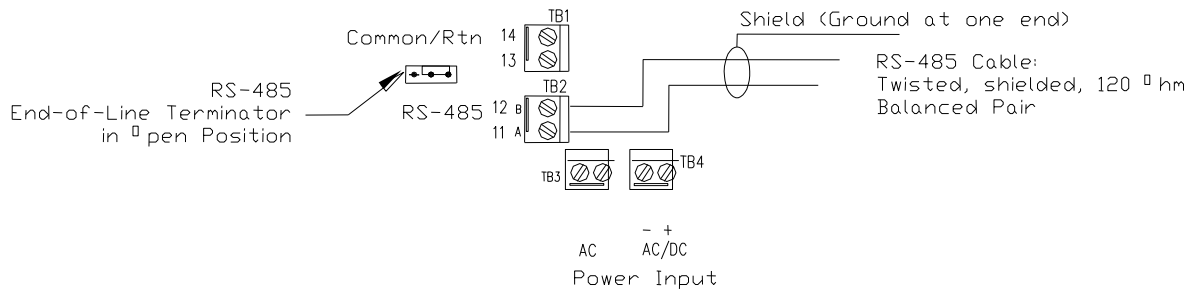 TB1
Shield (Ground at one end)
Common/Rtn 14
13
RS-485 Cable:
Twisted, shielded, 120 ▯hm
Balanced Pair
RS-485
End-of-Line Terminator
in ▯pen Position
TB2
RS-485 12 B
11 A
TB3
TB4
- +
AC AC/DC
Power Input